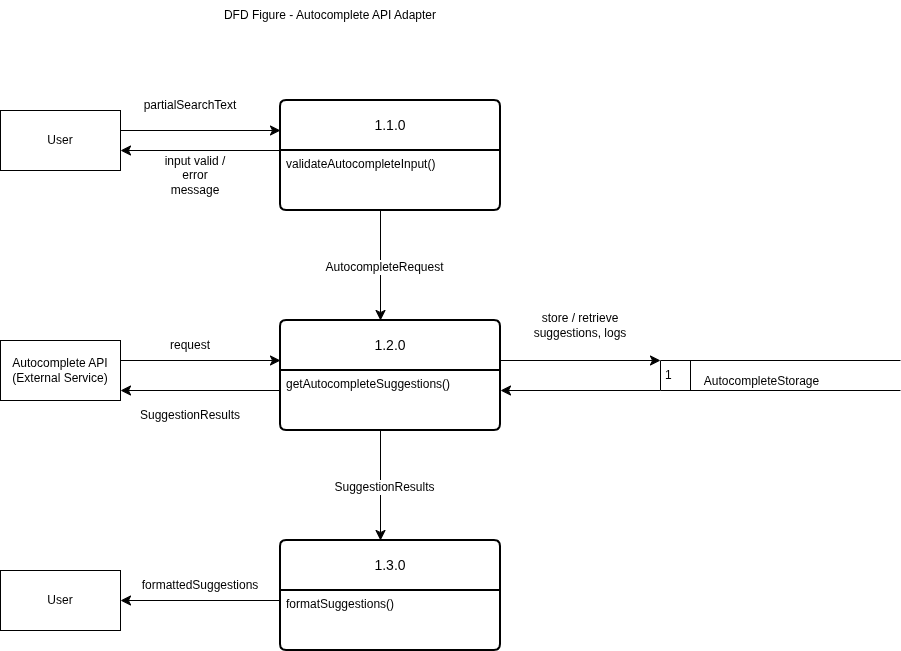 DFD Figure - Autocomplete API Adapter
partialSearchText
1.1.0
User
input valid /
error
message
validateAutocompleteInput()
AutocompleteRequest
store / retrieve
suggestions, logs
request
1.2.0
Autocomplete API
(External Service)
1
AutocompleteStorage
getAutocompleteSuggestions()
SuggestionResults
SuggestionResults
1.3.0
formattedSuggestions
User
formatSuggestions()